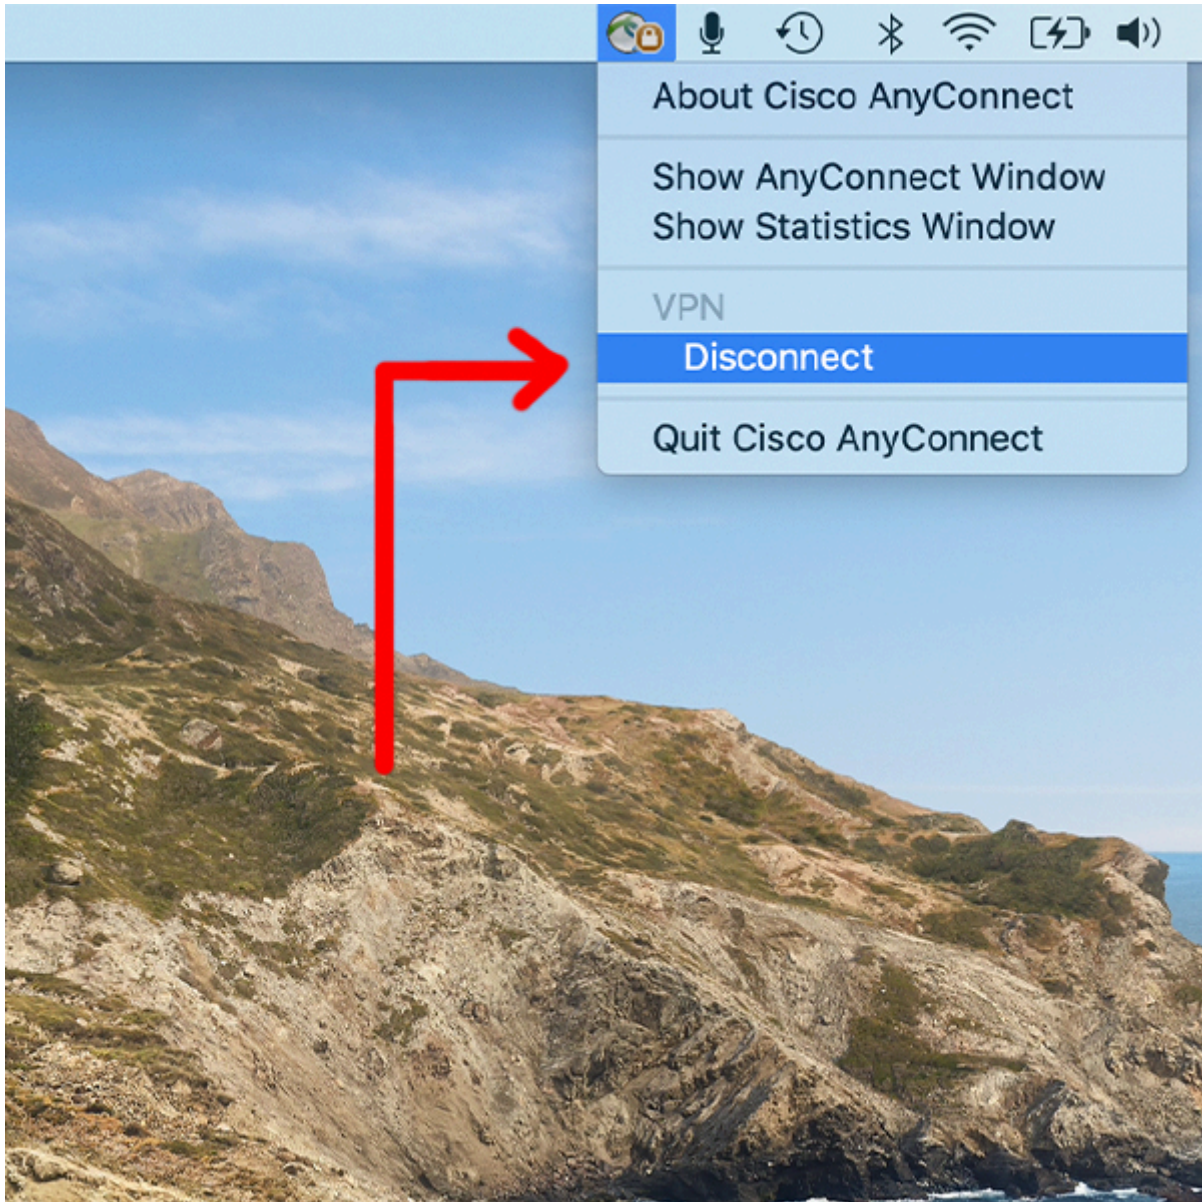 About Cisco AnyConnect
Show AnyConnect Window
Show Statistics Window
VPN
Disconnect
Quit Cisco AnyConnect